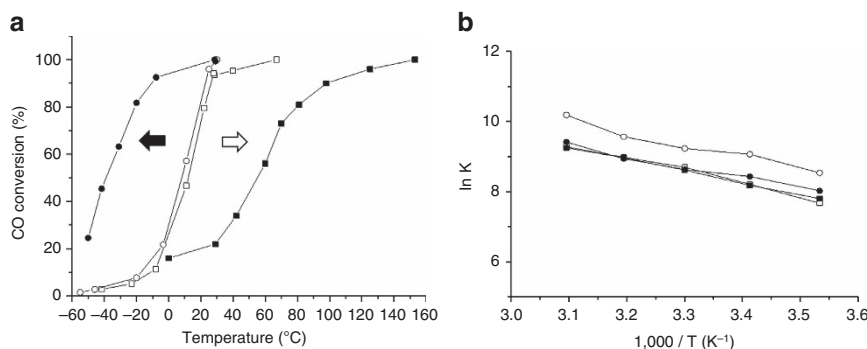 a
CO conversion (%)
100
80
60
40
20
0
–60 –40 –20 0 20 40 60 80 100 120 140 160
Temperature (°C)
b
ln K
12
10
8
6
3.0 3.1 3.2 3.3 3.4 3.5 3.6
1,000 / T (K⁻¹)